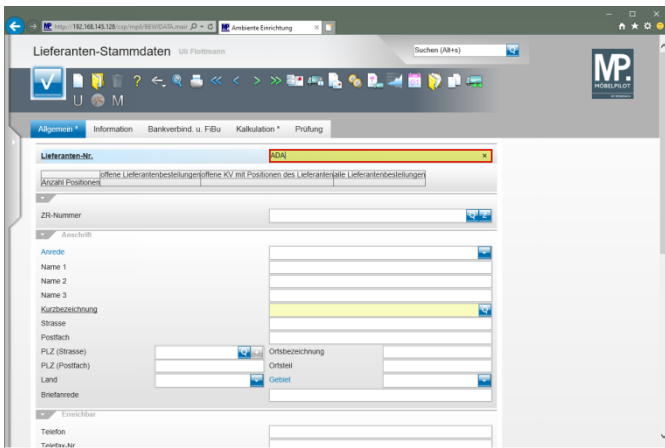 http://192.168.145.128/csp/mpli/BEWIDATA.mair
Ambiente Einrichtung
Lieferanten-Stammdaten Uli Flottmann
Suchen (Alt+s)
MP.
MÖBELPILOT
U M
Allgemein * Information Bankverbind. u. FiBu Kalkulation * Prüfung
Lieferanten-Nr. ADA
offene Lieferantenbestellungen offene KV mit Positionen des Lieferanten alle Lieferantenbestellungen
Anzahl Positionen
ZR-Nummer
Anschrift
Anrede
Name 1
Name 2
Name 3
Kurzbezeichnung
Strasse
Postfach
PLZ (Strasse) Ortsbezeichnung
PLZ (Postfach) Ortsteil
Land Gebiet
Briefanrede
Erreichbar
Telefon
Telefax-Nr.